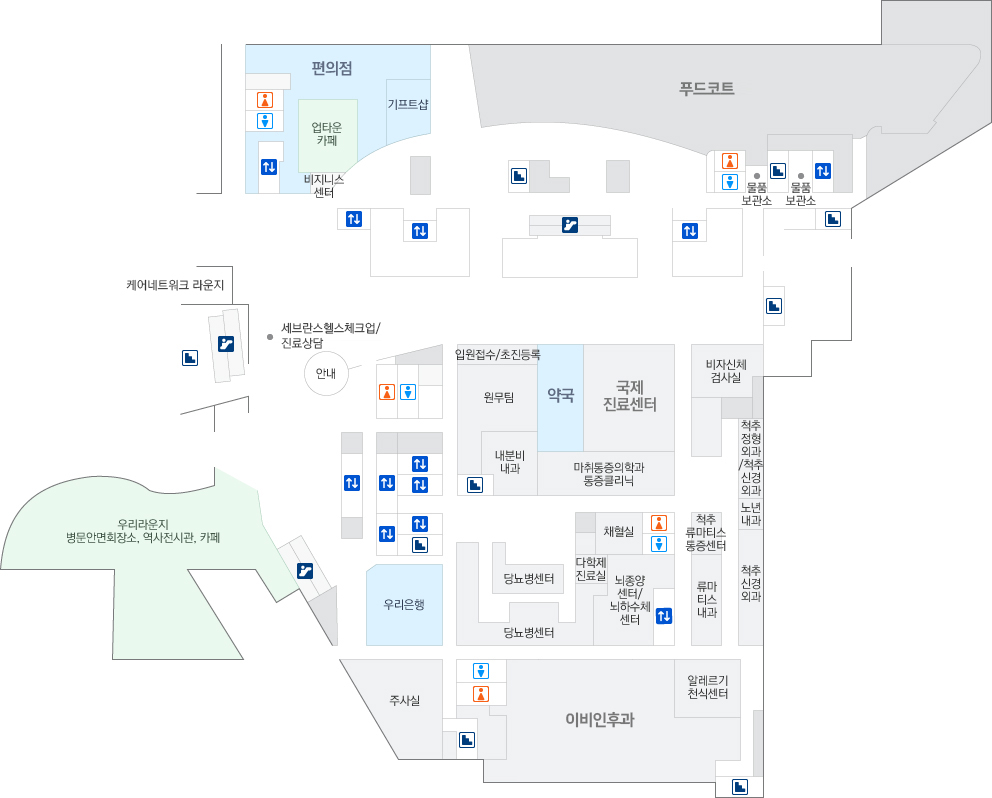 편의점
푸드코트
기프트샵
업타운
카페
비지니스
센터
물품
보관소
물품
보관소
케어네트워크 라운지
세브란스헬스체크업/
진료상담
안내
입원접수/초진등록
원무팀
약국
국제
진료센터
비자신체
검사실
내분비
내과
마취통증의학과
통증클리닉
척추
정형
외과
/척추
신경
외과
노년
내과
우리라운지
병문안면회장소, 역사전시관, 카페
채혈실
척추
류마티스
통증센터
다학제
진료실
당뇨병센터
뇌종양
센터/
뇌하수체
센터
류마
티스
내과
척추
신경
외과
우리은행
당뇨병센터
주사실
이비인후과
알레르기
천식센터